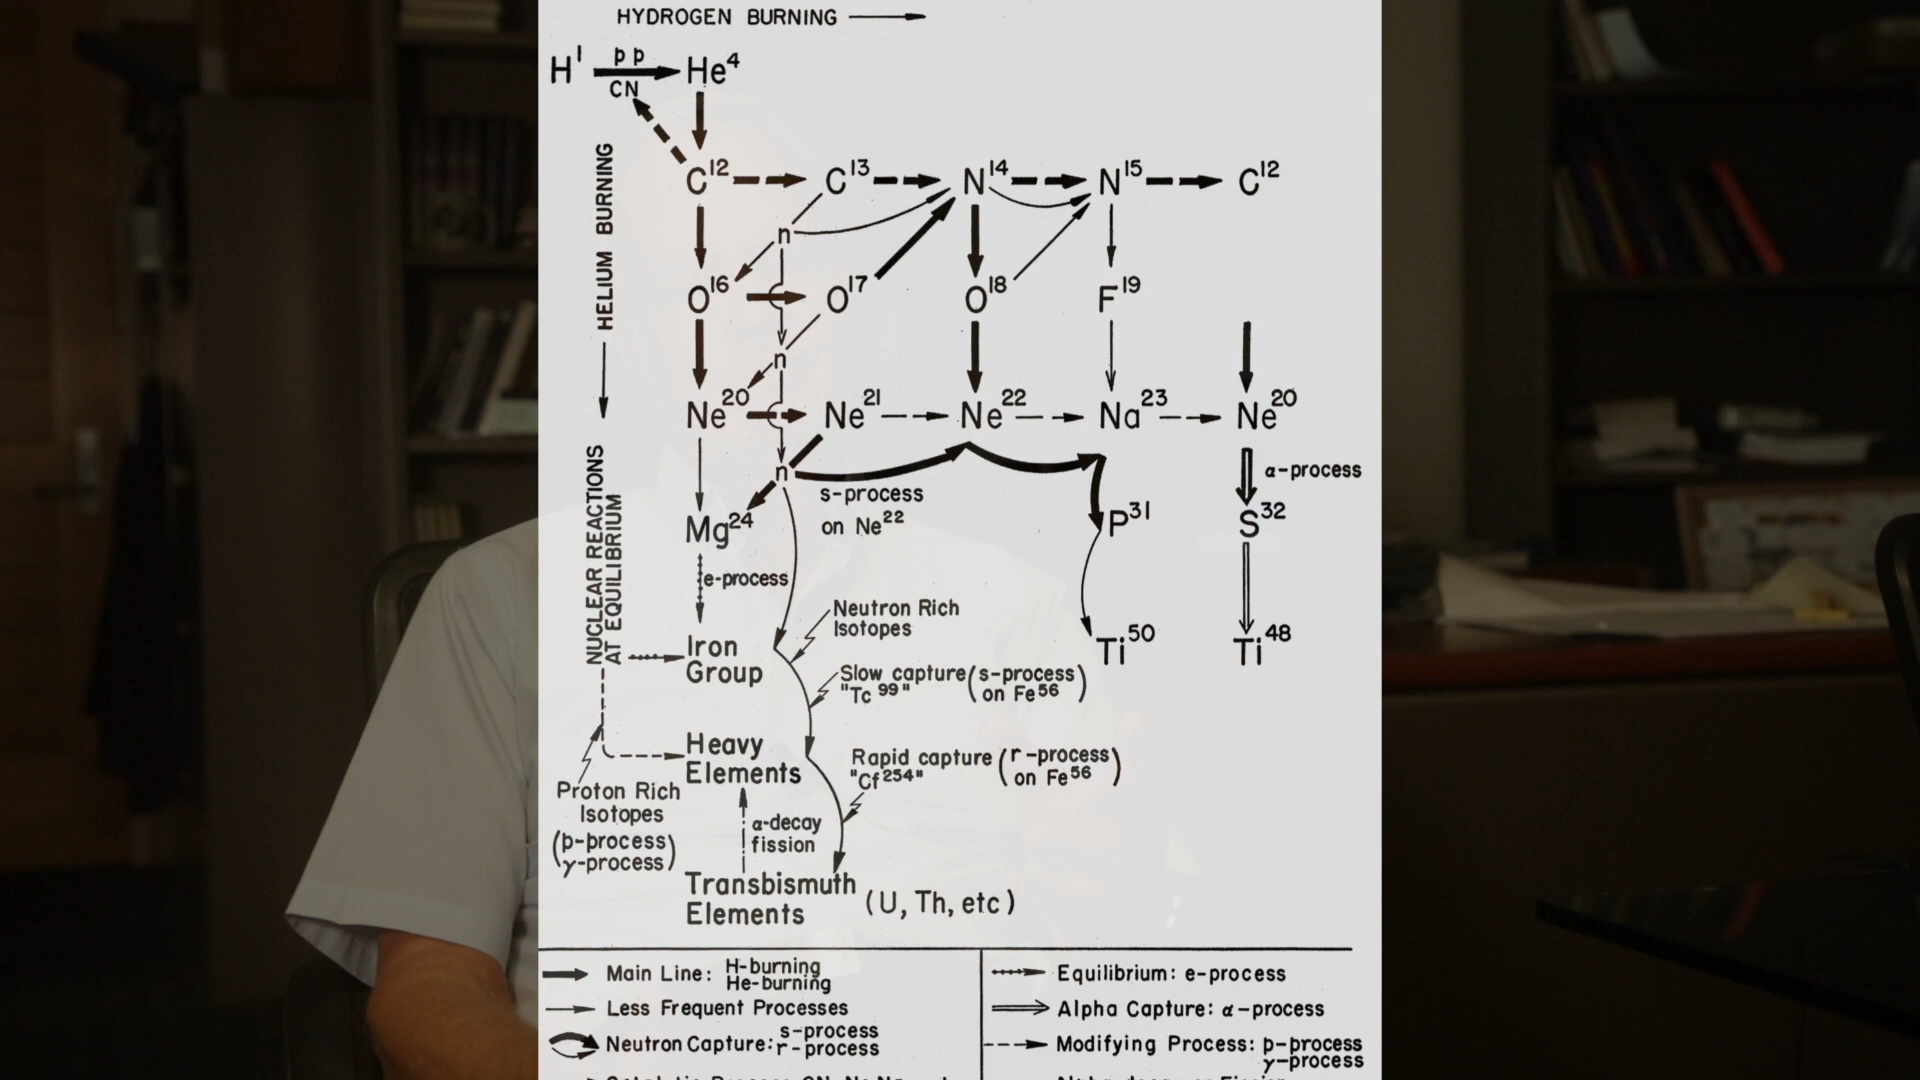 HYDROGEN BURNING
H¹ pp He⁴
CN
C¹² C¹³ N¹⁴ N¹⁵ C¹²
n
HELIUM BURNING
O¹⁶ O¹⁷ O¹⁸ F¹⁹
n
Ne²⁰ Ne²¹ Ne²² Na²³ Ne²⁰
α-process
n
s-process
on Ne²²
Mg²⁴ P³¹ S³²
NUCLEAR REACTIONS
AT EQUILIBRIUM
e-process
Neutron Rich
Isotopes
Iron
Group
Ti⁵⁰ Ti⁴⁸
Slow capture (s-process)
"Tc⁹⁹" on Fe⁵⁶
Heavy
Elements
Rapid capture (r-process)
"Cf²⁵⁴" on Fe⁵⁶
Proton Rich
Isotopes
(p-process)
γ-process)
α-decay
fission
Transbismuth
Elements
(U, Th, etc)
Main Line: H-burning
He-burning
Less Frequent Processes
Neutron Capture: s-process
r-process
Equilibrium: e-process
Alpha Capture: α-process
Modifying Process: p-process
γ-process